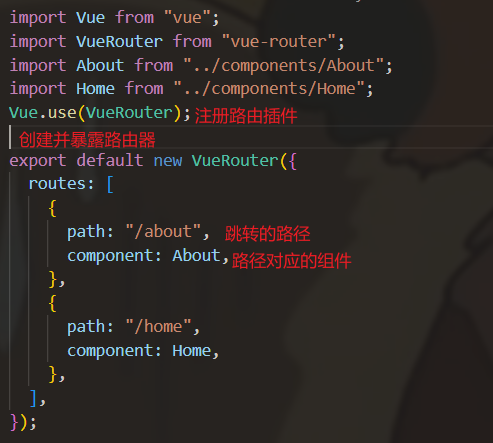 import Vue from "vue";
import VueRouter from "vue-router";
import About from "../components/About";
import Home from "../components/Home";
Vue.use(VueRouter);注册路由插件
创建并暴露路由器
export default new VueRouter({
  routes: [
    {
      path: "/about", 跳转的路径
      component: About,路径对应的组件
    },
    {
      path: "/home",
      component: Home,
    },
  ],
});